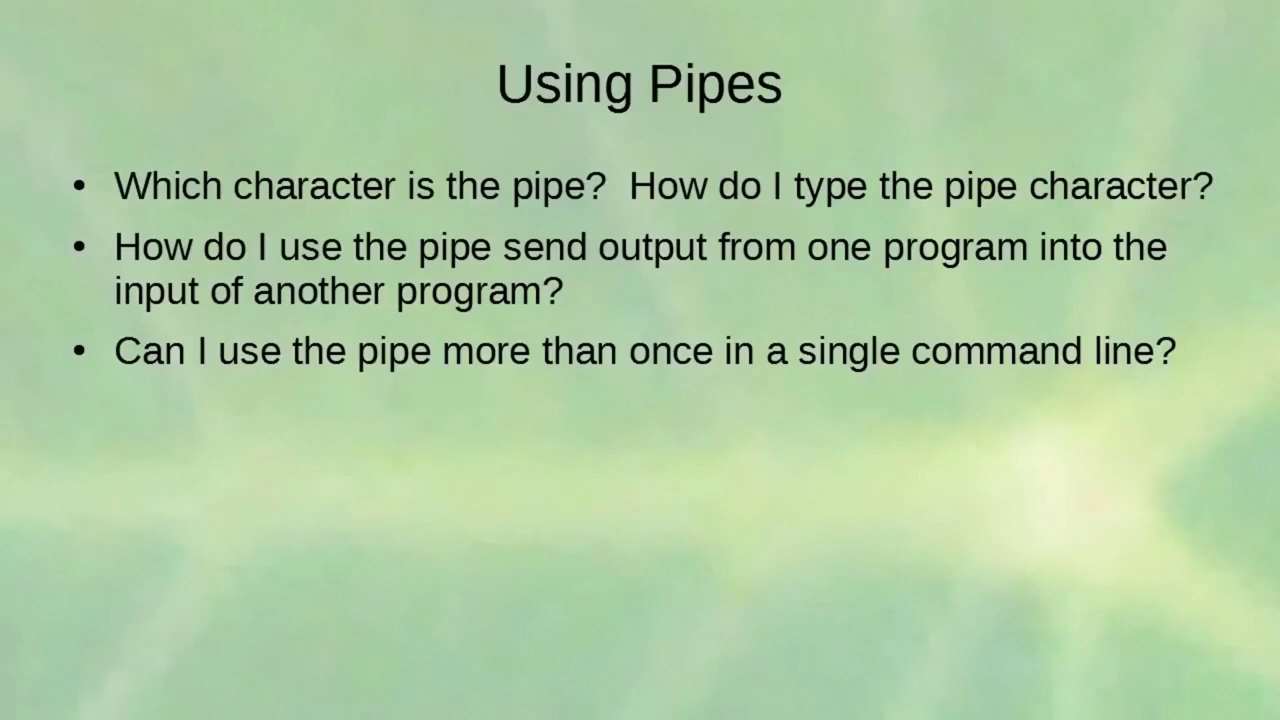 Using Pipes
• Which character is the pipe?  How do I type the pipe character?
• How do I use the pipe send output from one program into the
input of another program?
• Can I use the pipe more than once in a single command line?